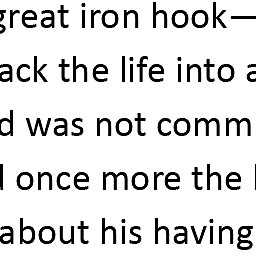 great iron hook—
ack the life into a
d was not comm
d once more the
about his having